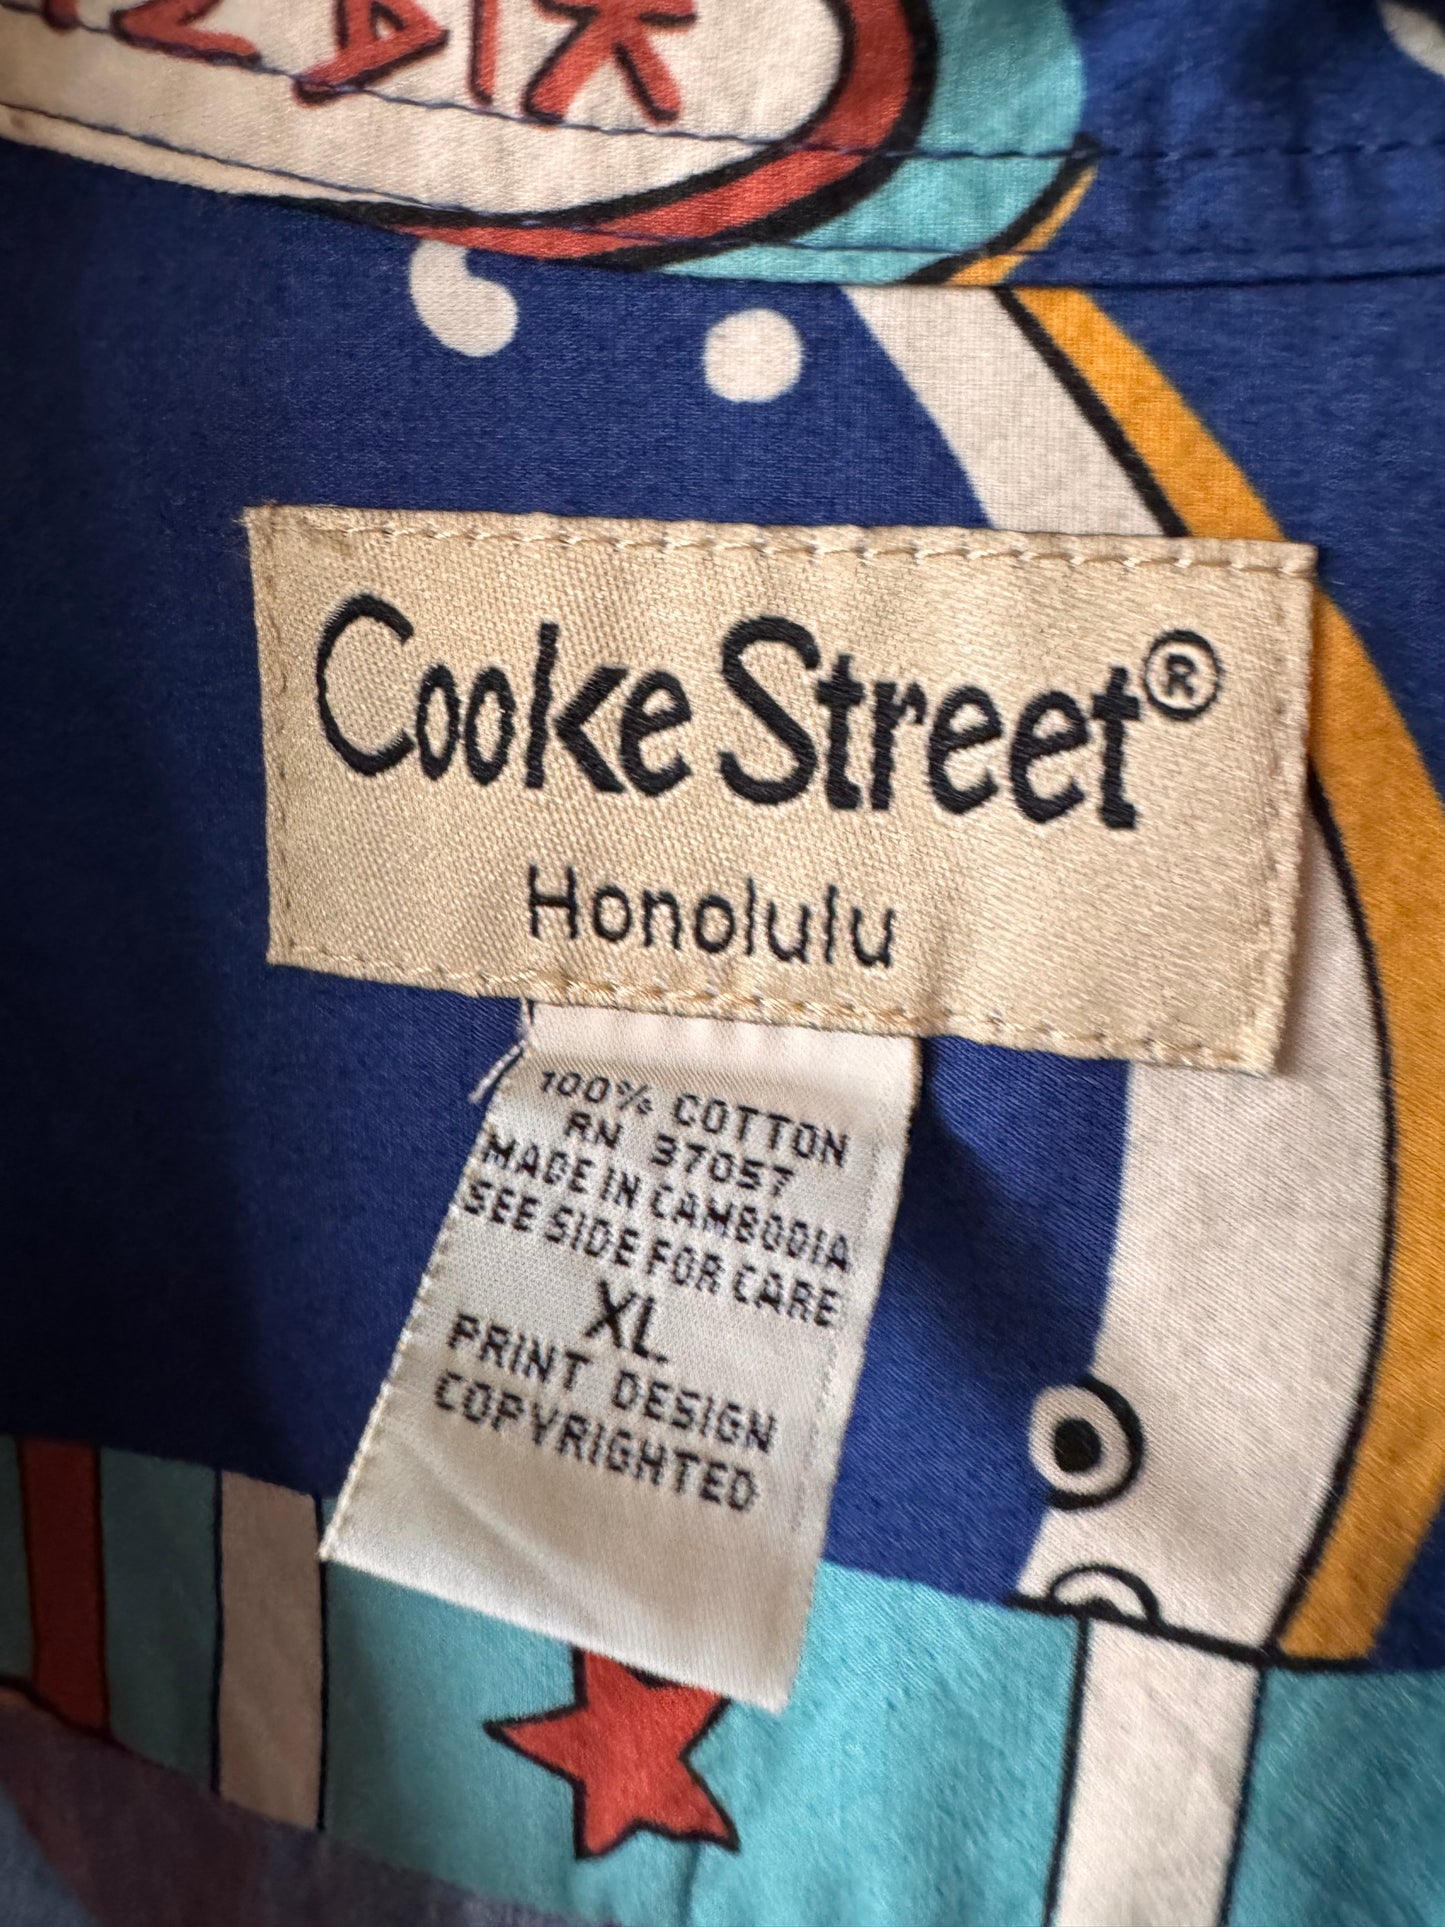 Cooke Street®
Honolulu
100% COTTON
RN 37057
MADE IN CAMBODIA
SEE SIDE FOR CARE
XL
PRINT DESIGN
COPYRIGHTED